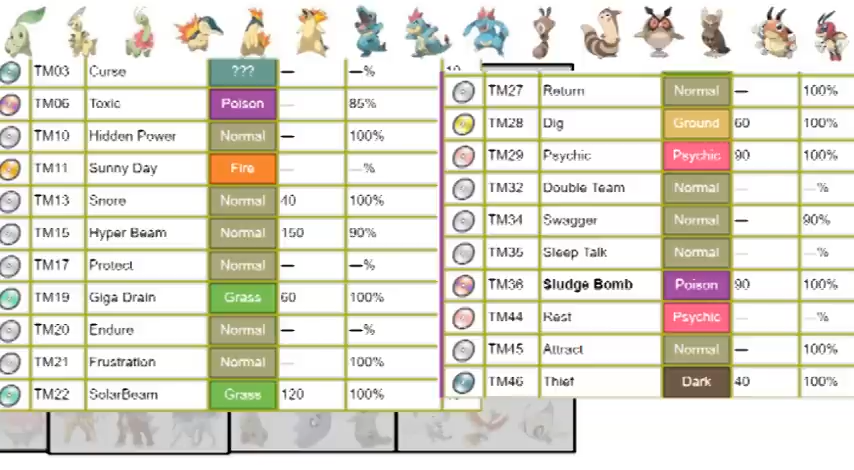 TM03 Curse ??? — —% 10
TM06 Toxic Poison — 85%
TM10 Hidden Power Normal — 100%
TM11 Sunny Day Fire — —%
TM13 Snore Normal 40 100%
TM15 Hyper Beam Normal 150 90%
TM17 Protect Normal — —%
TM19 Giga Drain Grass 60 100%
TM20 Endure Normal — —%
TM21 Frustration Normal — 100%
TM22 SolarBeam Grass 120 100%
TM27 Return Normal — 100%
TM28 Dig Ground 60 100%
TM29 Psychic Psychic 90 100%
TM32 Double Team Normal — —%
TM34 Swagger Normal — 90%
TM35 Sleep Talk Normal — —%
TM36 Sludge Bomb Poison 90 100%
TM44 Rest Psychic — —%
TM45 Attract Normal — 100%
TM46 Thief Dark 40 100%